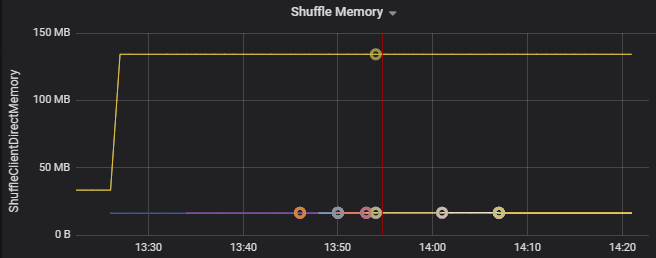 Shuffle Memory
ShuffleClientDirectMemory
150 MB
100 MB
50 MB
0 B
13:30 13:40 13:50 14:00 14:10 14:20